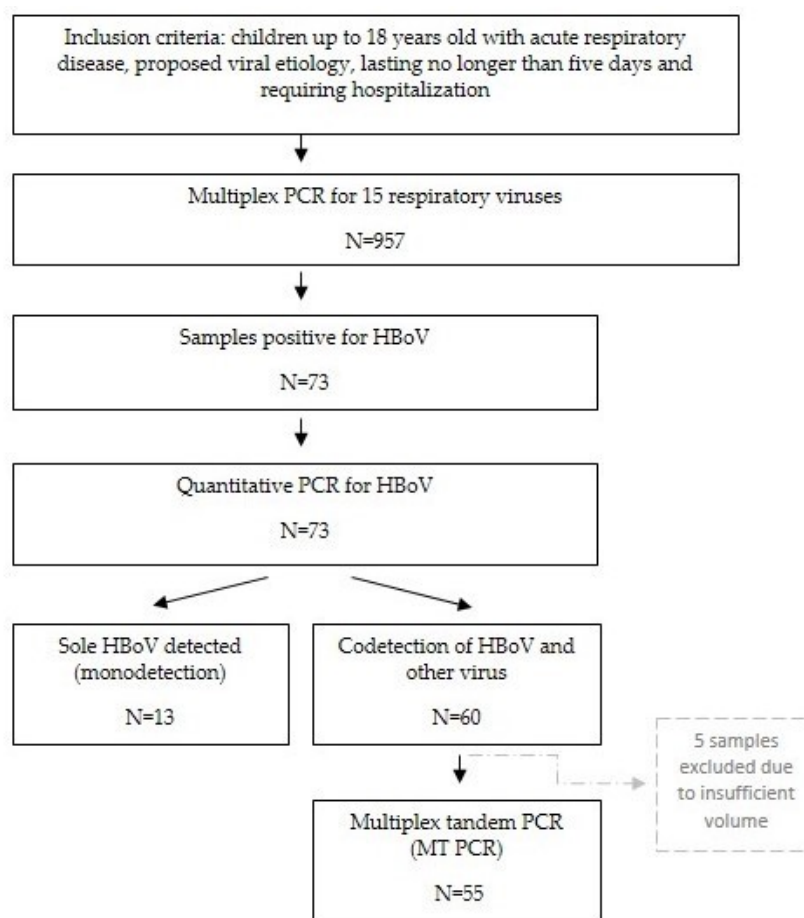 Inclusion criteria: children up to 18 years old with acute respiratory
disease, proposed viral etiology, lasting no longer than five days and
requiring hospitalization
Multiplex PCR for 15 respiratory viruses
N=957
Samples positive for HBoV
N=73
Quantitative PCR for HBoV
N=73
Sole HBoV detected
(monodetection)
N=13
Codetection of HBoV and
other virus
N=60
5 samples
excluded due
to insufficient
volume
Multiplex tandem PCR
(MT PCR)
N=55